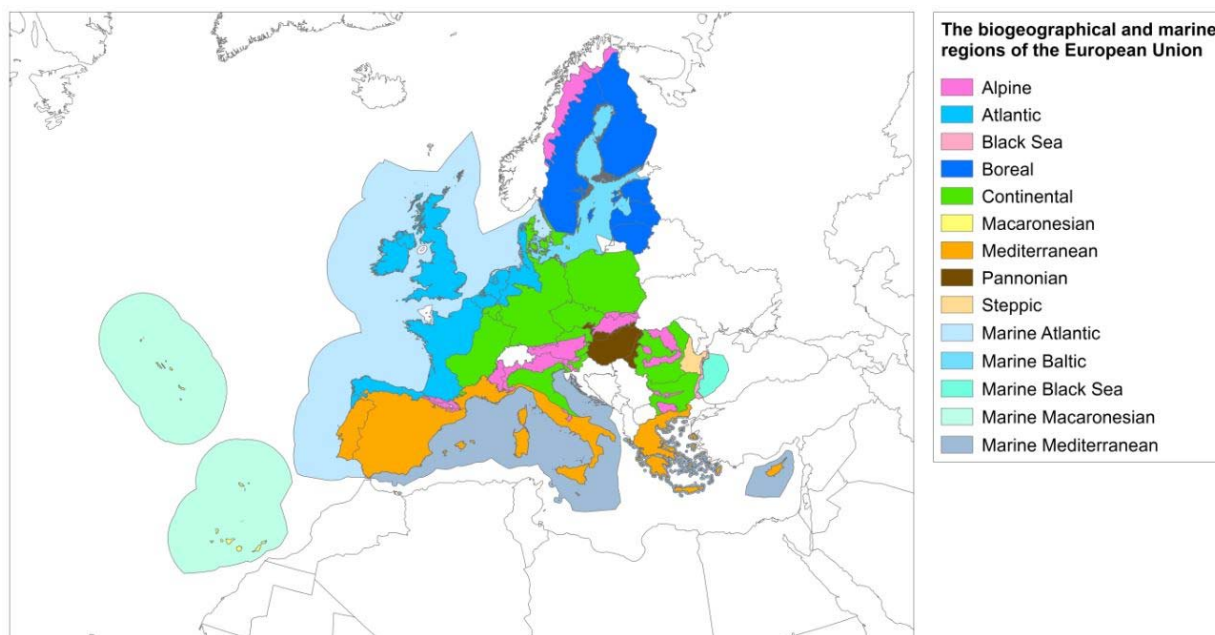 The biogeographical and marine
regions of the European Union
Alpine
Atlantic
Black Sea
Boreal
Continental
Macaronesian
Mediterranean
Pannonian
Steppic
Marine Atlantic
Marine Baltic
Marine Black Sea
Marine Macaronesian
Marine Mediterranean